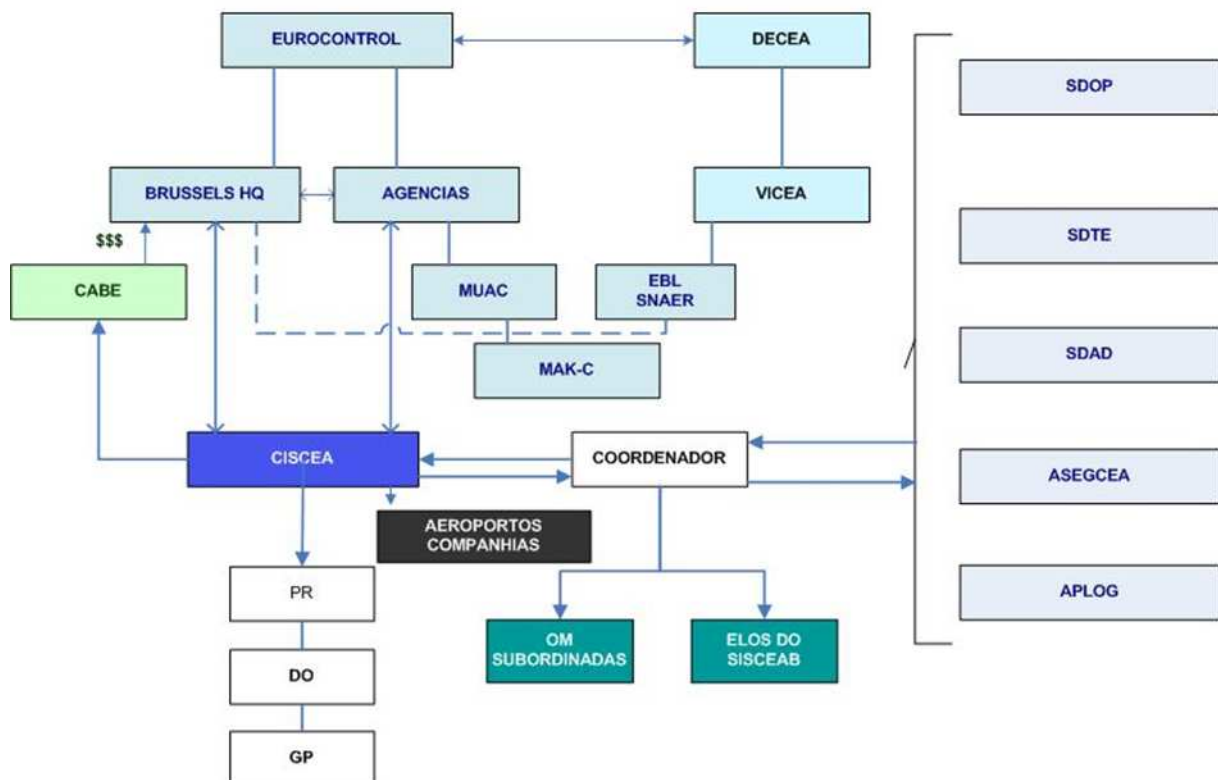 EUROCONTROL
DECEA
SDOP
BRUSSELS HQ
AGENCIAS
VICEA
SDTE
$$$
CABE
MUAC
EBL
SNAER
MAK-C
SDAD
CISCEA
COORDENADOR
ASEGCEA
AEROPORTOS
COMPANHIAS
PR
APLOG
OM
SUBORDINADAS
ELOS DO
SISCEAB
DO
GP